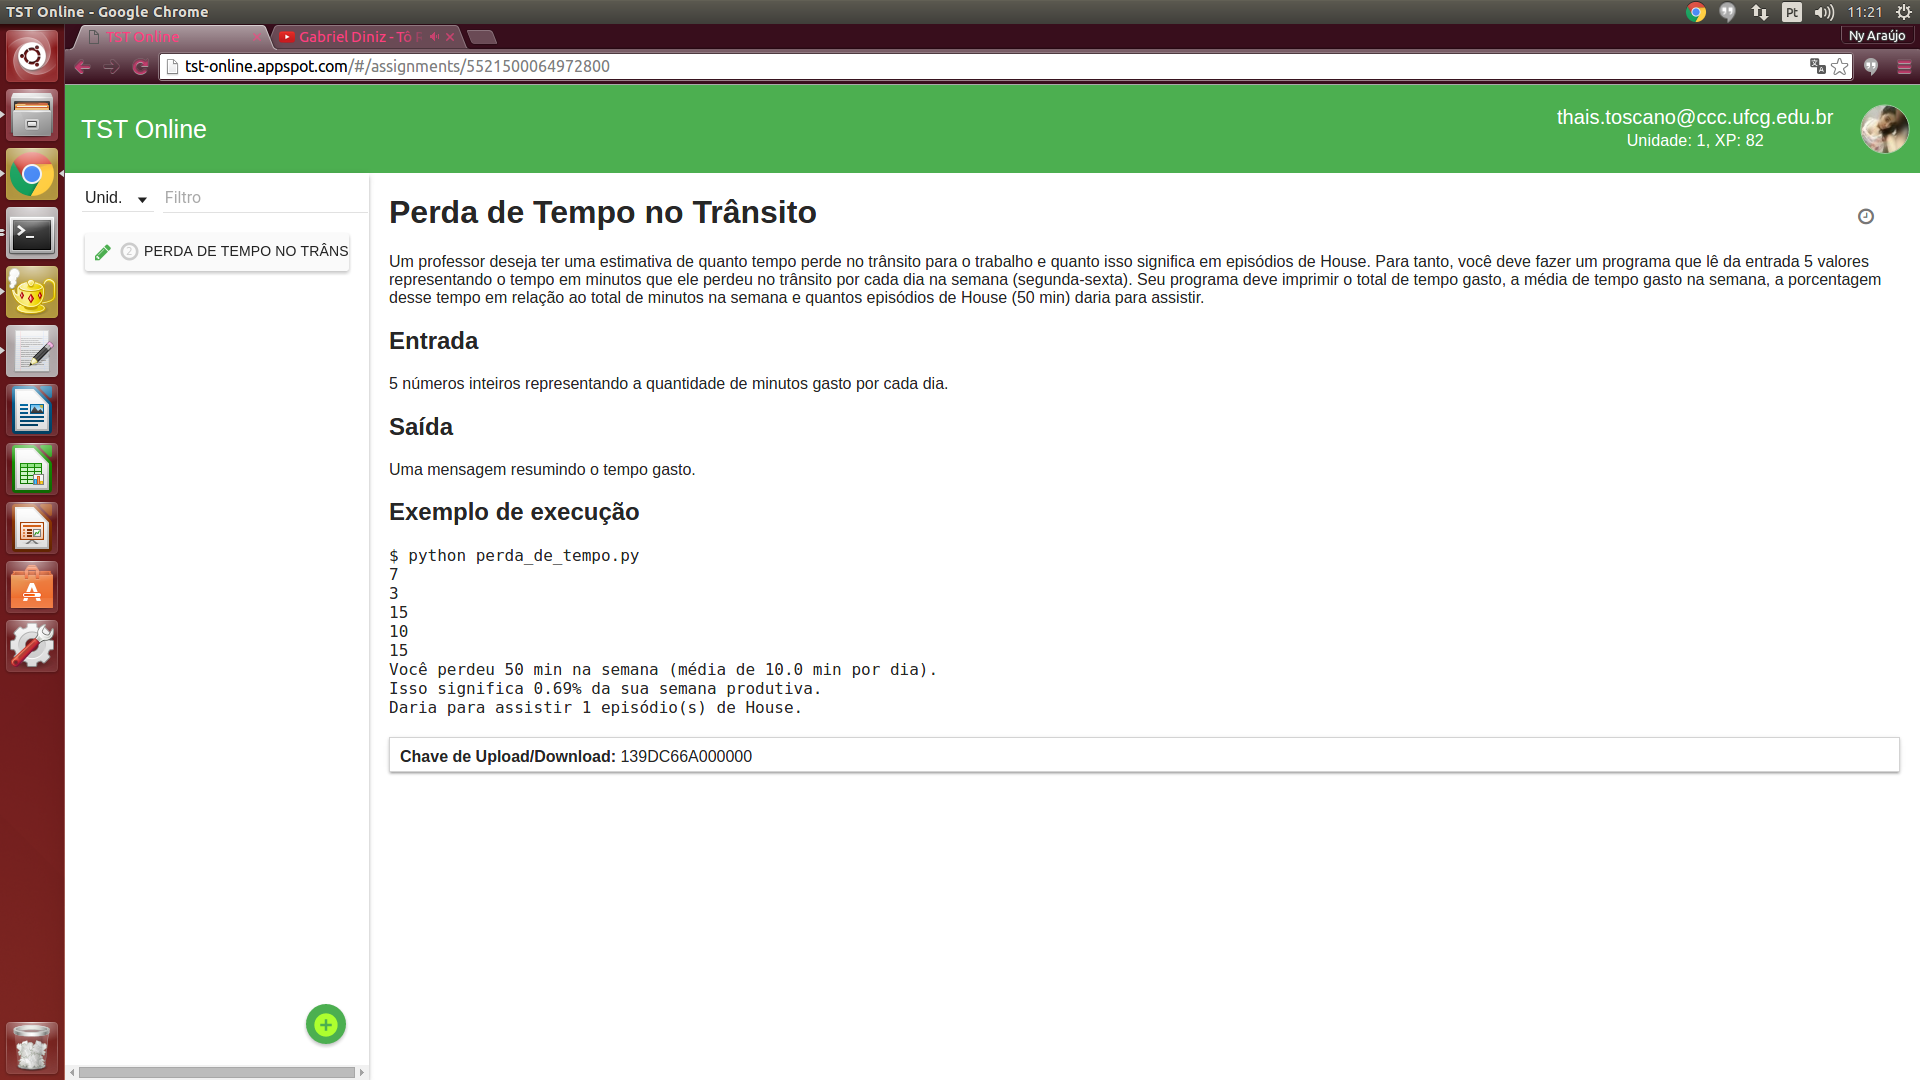 TST Online - Google Chrome
Pt
11:21
TST Online
Gabriel Diniz - Tô
Ny Araújo
tst-online.appspot.com/#/assignments/5521500064972800
TST Online
thais.toscano@ccc.ufcg.edu.br
Unidade: 1, XP: 82
Unid.
Filtro
2 PERDA DE TEMPO NO TRÂNS
Perda de Tempo no Trânsito
Um professor deseja ter uma estimativa de quanto tempo perde no trânsito para o trabalho e quanto isso significa em episódios de House. Para tanto, você deve fazer um programa que lê da entrada 5 valores
representando o tempo em minutos que ele perdeu no trânsito por cada dia na semana (segunda-sexta). Seu programa deve imprimir o total de tempo gasto, a média de tempo gasto na semana, a porcentagem
desse tempo em relação ao total de minutos na semana e quantos episódios de House (50 min) daria para assistir.
Entrada
5 números inteiros representando a quantidade de minutos gasto por cada dia.
Saída
Uma mensagem resumindo o tempo gasto.
Exemplo de execução
$ python perda_de_tempo.py
7
3
15
10
15
Você perdeu 50 min na semana (média de 10.0 min por dia).
Isso significa 0.69% da sua semana produtiva.
Daria para assistir 1 episódio(s) de House.
Chave de Upload/Download: 139DC66A000000